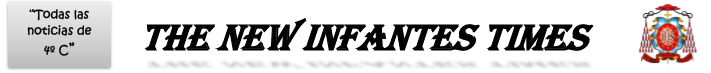 “Todas las
noticias de
4º C”
THE NEW INFANTES TIMES